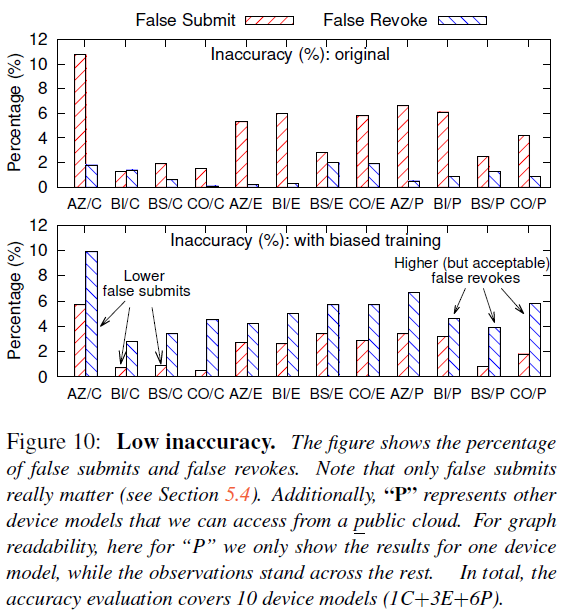 False Submit False Revoke
Inaccuracy (%): original
Percentage (%)
12
10
8
6
4
2
0
AZ/C BI/C BS/C CO/C AZ/E BI/E BS/E CO/E AZ/P BI/P BS/P CO/P
Inaccuracy (%): with biased training
Percentage (%)
12
10
8
6
4
2
0
Lower
false submits
Higher (but acceptable)
false revokes
AZ/C BI/C BS/C CO/C AZ/E BI/E BS/E CO/E AZ/P BI/P BS/P CO/P
Figure 10: Low inaccuracy. The figure shows the percentage
of false submits and false revokes. Note that only false submits
really matter (see Section 5.4). Additionally, “P” represents other
device models that we can access from a public cloud. For graph
readability, here for “P” we only show the results for one device
model, while the observations stand across the rest. In total, the
accuracy evaluation covers 10 device models (1C+3E+6P).